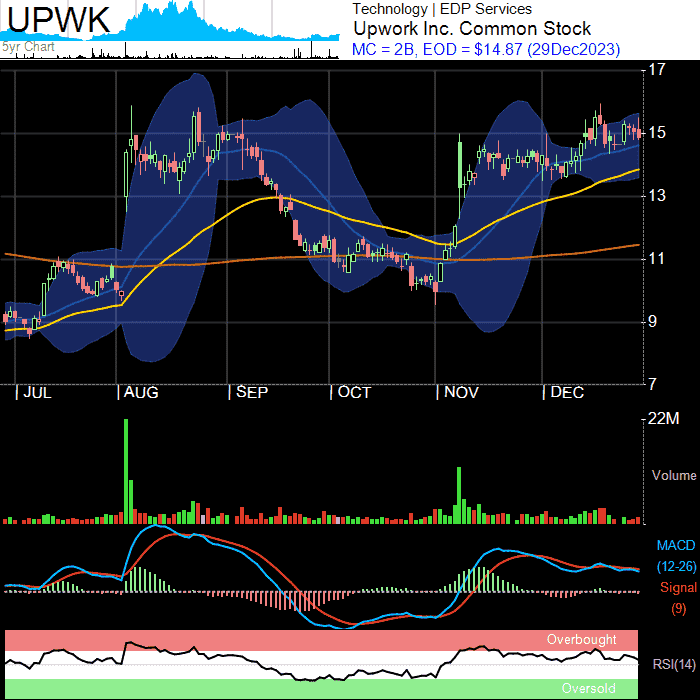 UPWK
5yr Chart
Technology | EDP Services
Upwork Inc. Common Stock
MC = 2B, EOD = $14.87 (29Dec2023)
17
15
13
11
9
7
| JUL | AUG | SEP | OCT | NOV | DEC
22M
Volume
MACD
(12-26)
Signal
(9)
Overbought
RSI(14)
Oversold